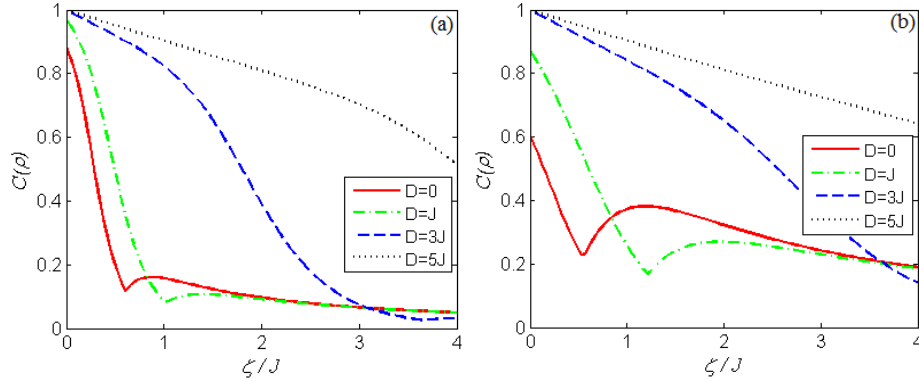 (a)
C(ρ)
1
0.8
0.6
0.4
0.2
0
0 1 2 3 4
ζ / J
D=0
D=J
D=3J
D=5J
(b)
C(ρ)
1
0.8
0.6
0.4
0.2
0
0 1 2 3 4
ζ / J
D=0
D=J
D=3J
D=5J